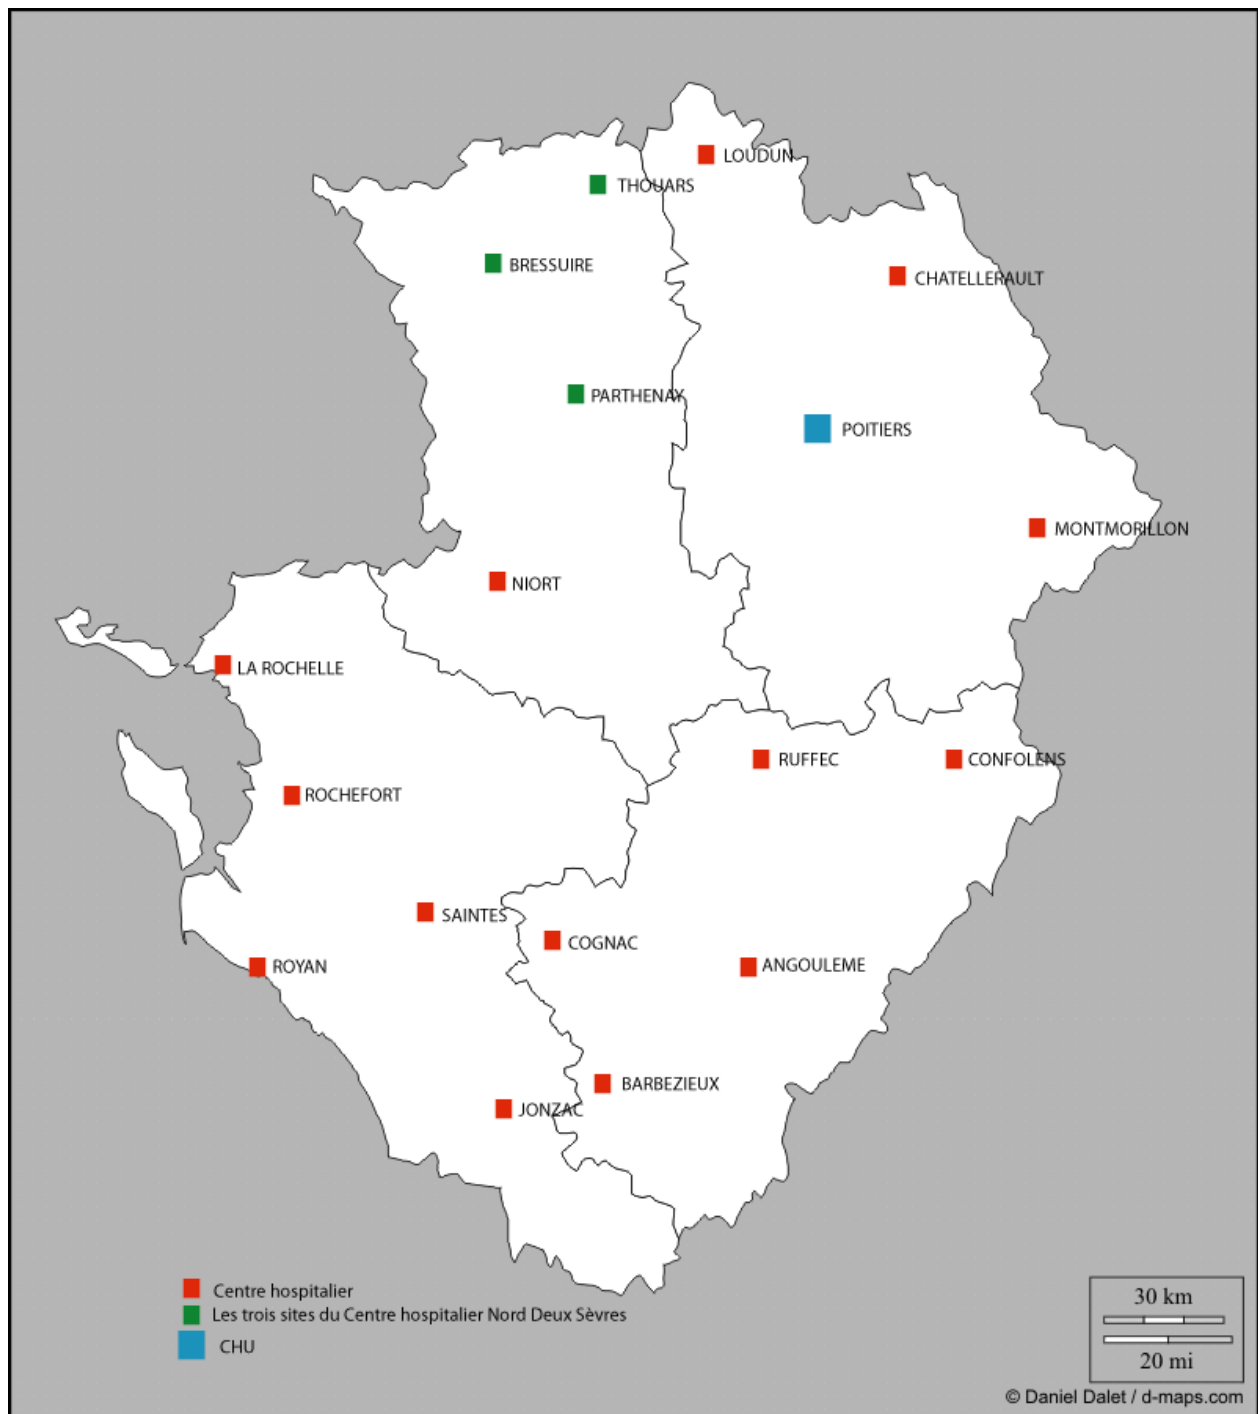 LOUDUN
THOUARS
BRESSUIRE
CHATELLERAULT
PARTHENAY
POITIERS
MONTMORILLON
NIORT
LA ROCHELLE
RUFFEC
CONFOLENS
ROCHEFORT
SAINTES
COGNAC
ROYAN
ANGOULEME
BARBEZIEUX
JONZAC
Centre hospitalier
Les trois sites du Centre hospitalier Nord Deux Sèvres
CHU
30 km
20 mi
© Daniel Dalet / d-maps.com